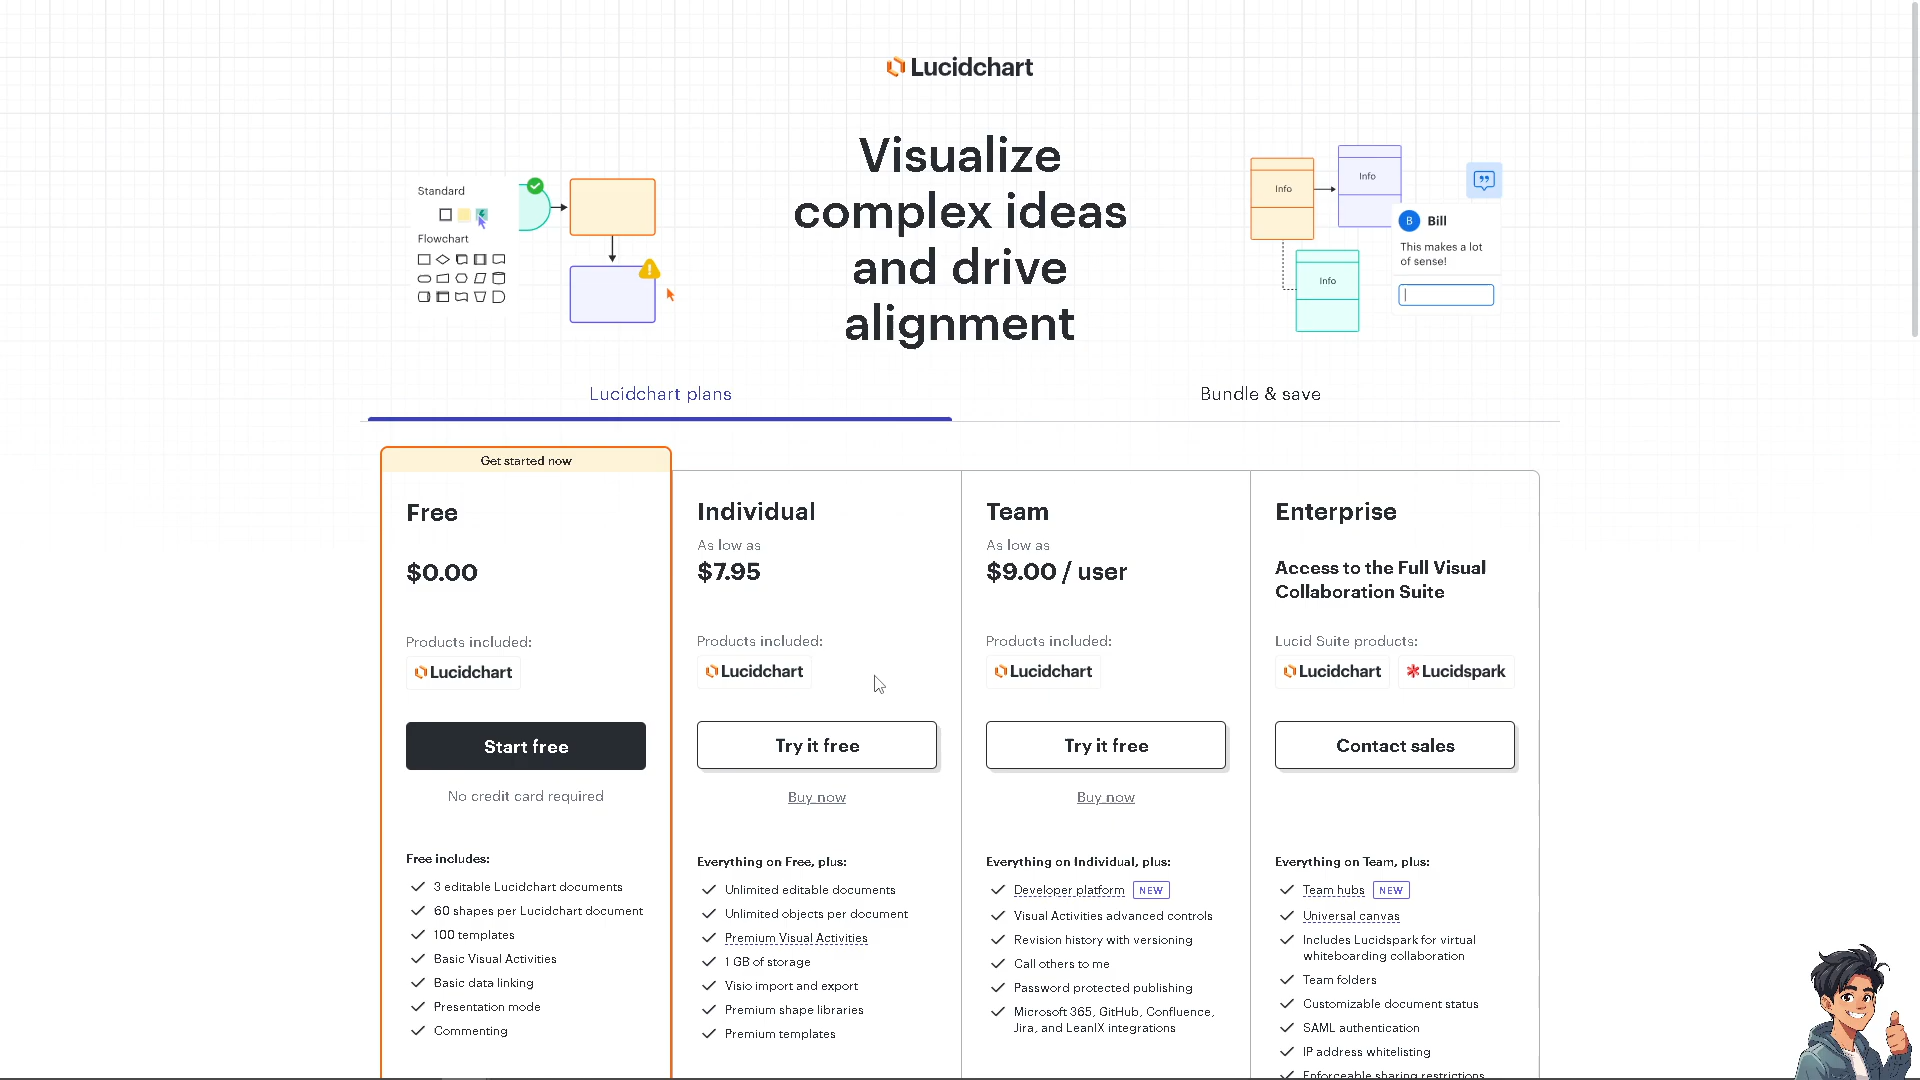 Lucidchart
Visualize
complex ideas
and drive
alignment
Standard
Flowchart
Info
Info
Info
B
Bill
This makes a lot
of sense!
Lucidchart plans
Bundle & save
Get started now
Free
$0.00
Products included:
Lucidchart
Start free
No credit card required
Free includes:
3 editable Lucidchart documents
60 shapes per Lucidchart document
100 templates
Basic Visual Activities
Basic data linking
Presentation mode
Commenting
Individual
As low as
$7.95
Products included:
Lucidchart
Try it free
Buy now
Everything on Free, plus:
Unlimited editable documents
Unlimited objects per document
Premium Visual Activities
1 GB of storage
Visio import and export
Premium shape libraries
Premium templates
Team
As low as
$9.00 / user
Products included:
Lucidchart
Try it free
Buy now
Everything on Individual, plus:
Developer platform NEW
Visual Activities advanced controls
Revision history with versioning
Call others to me
Password protected publishing
Microsoft 365, GitHub, Confluence,
Jira, and LeanIX integrations
Enterprise
Access to the Full Visual
Collaboration Suite
Lucid Suite products:
Lucidchart Lucidspark
Contact sales
Everything on Team, plus:
Team hubs NEW
Universal canvas
Includes Lucidspark for virtual
whiteboarding collaboration
Team folders
Customizable document status
SAML authentication
IP address whitelisting
Enforceable sharing restrictions